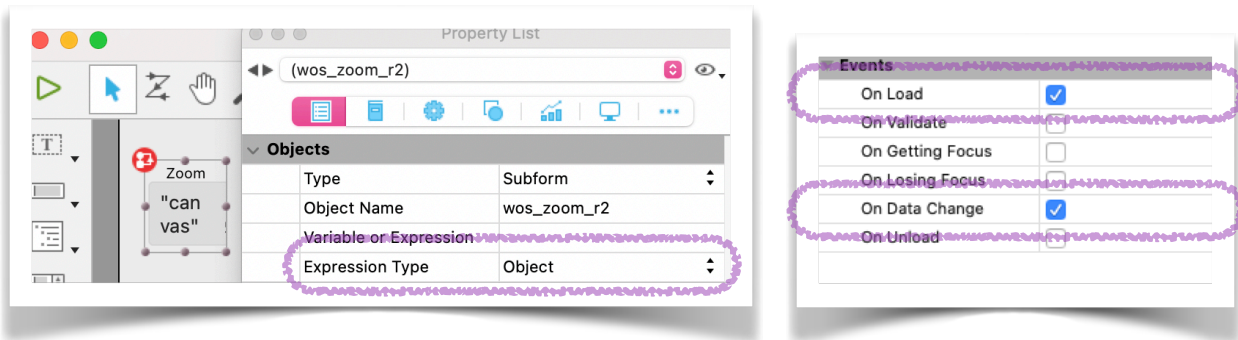 Property List
(wos_zoom_r2)
T
Zoom
"can
vas"
Objects
Type Subform
Object Name wos_zoom_r2
Variable or Expression
Expression Type Object
Events
On Load
On Validate
On Getting Focus
On Losing Focus
On Data Change
On Unload